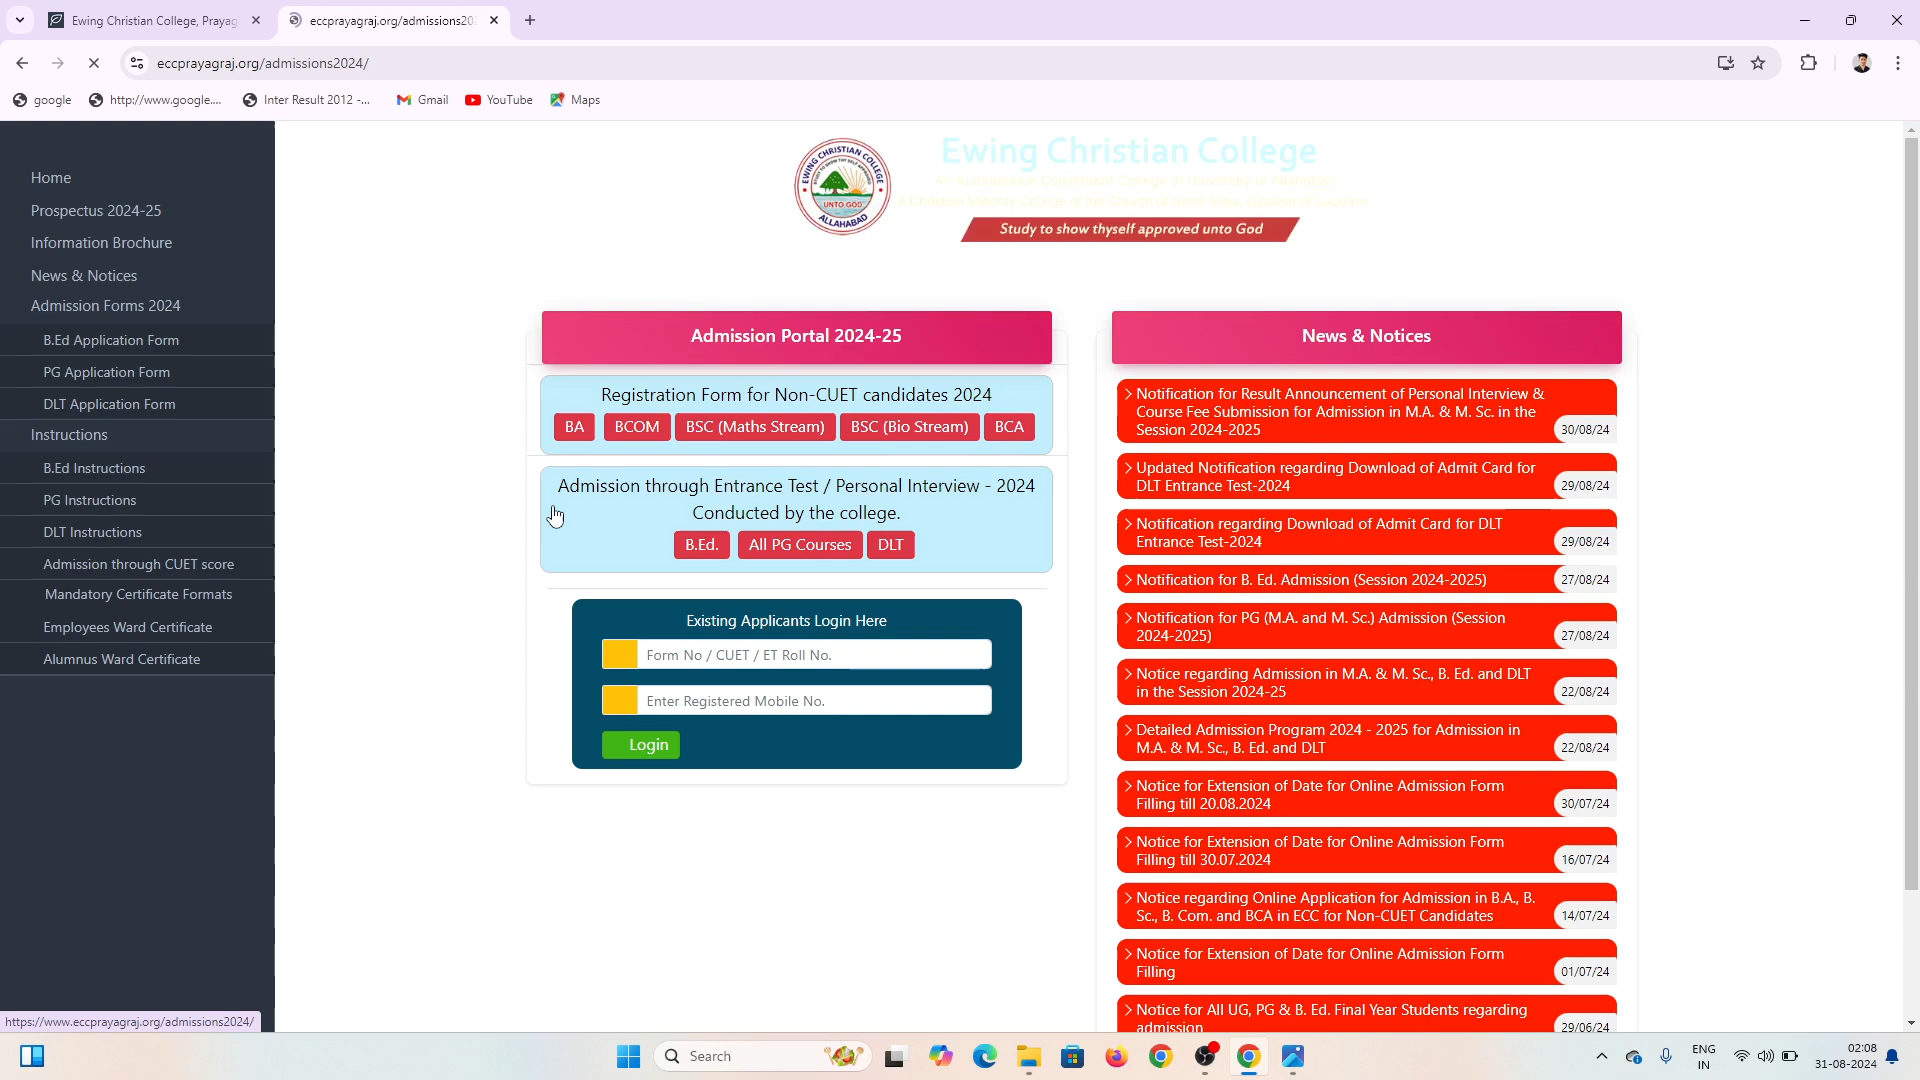 Ewing Christian College, Prayag
eccprayagraj.org/admissions202
eccprayagraj.org/admissions2024/
google
http://www.google....
Inter Result 2012 -...
Gmail
YouTube
Maps
Home
Prospectus 2024-25
Information Brochure
News & Notices
Admission Forms 2024
B.Ed Application Form
PG Application Form
DLT Application Form
Instructions
B.Ed Instructions
PG Instructions
DLT Instructions
Admission through CUET score
Mandatory Certificate Formats
Employees Ward Certificate
Alumnus Ward Certificate
https://www.eccprayagraj.org/admissions2024/
EWING CHRISTIAN COLLEGE
UNTO GOD
ALLAHABAD
Ewing Christian College
An Autonomous Constituent College of University of Allahabad
Study to show thyself approved unto God
Admission Portal 2024-25
Registration Form for Non-CUET candidates 2024
BA
BCOM
BSC (Maths Stream)
BSC (Bio Stream)
BCA
Admission through Entrance Test / Personal Interview - 2024
Conducted by the college.
B.Ed.
All PG Courses
DLT
Existing Applicants Login Here
Form No / CUET / ET Roll No.
Enter Registered Mobile No.
Login
News & Notices
Notification for Result Announcement of Personal Interview &
Course Fee Submission for Admission in M.A. & M. Sc. in the
Session 2024-2025
30/08/24
Updated Notification regarding Download of Admit Card for
DLT Entrance Test-2024
29/08/24
Notification regarding Download of Admit Card for DLT
Entrance Test-2024
29/08/24
Notification for B. Ed. Admission (Session 2024-2025)
27/08/24
Notification for PG (M.A. and M. Sc.) Admission (Session
2024-2025)
27/08/24
Notice regarding Admission in M.A. & M. Sc., B. Ed. and DLT
in the Session 2024-25
22/08/24
Detailed Admission Program 2024 - 2025 for Admission in
M.A. & M. Sc., B. Ed. and DLT
22/08/24
Notice for Extension of Date for Online Admission Form
Filling till 20.08.2024
30/07/24
Notice for Extension of Date for Online Admission Form
Filling till 30.07.2024
16/07/24
Notice regarding Online Application for Admission in B.A., B.
Sc., B. Com. and BCA in ECC for Non-CUET Candidates
14/07/24
Notice for Extension of Date for Online Admission Form
Filling
01/07/24
Notice for All UG, PG & B. Ed. Final Year Students regarding
admission
29/06/24
Search
ENG
IN
02:08
31-08-2024